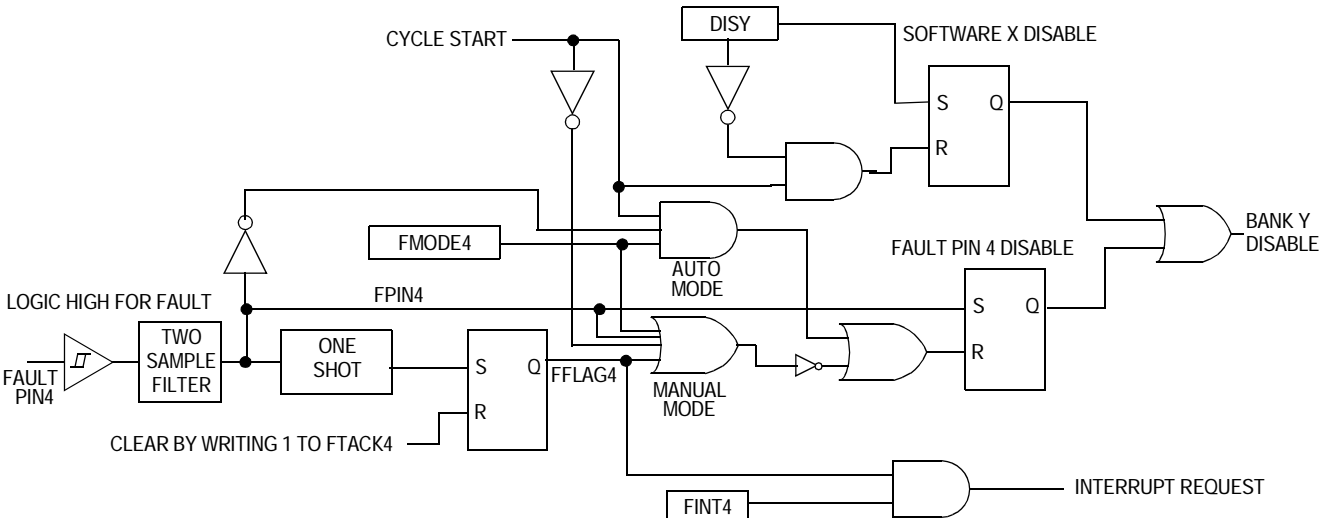 DISY
CYCLE START
SOFTWARE X DISABLE
S
Q
R
FMODE4
AUTO
MODE
BANK Y
DISABLE
FAULT PIN 4 DISABLE
LOGIC HIGH FOR FAULT
FPIN4
S
Q
R
TWO
SAMPLE
FILTER
ONE
SHOT
FAULT
PIN4
S
Q
R
FFLAG4
MANUAL
MODE
CLEAR BY WRITING 1 TO FTACK4
FINT4
INTERRUPT REQUEST